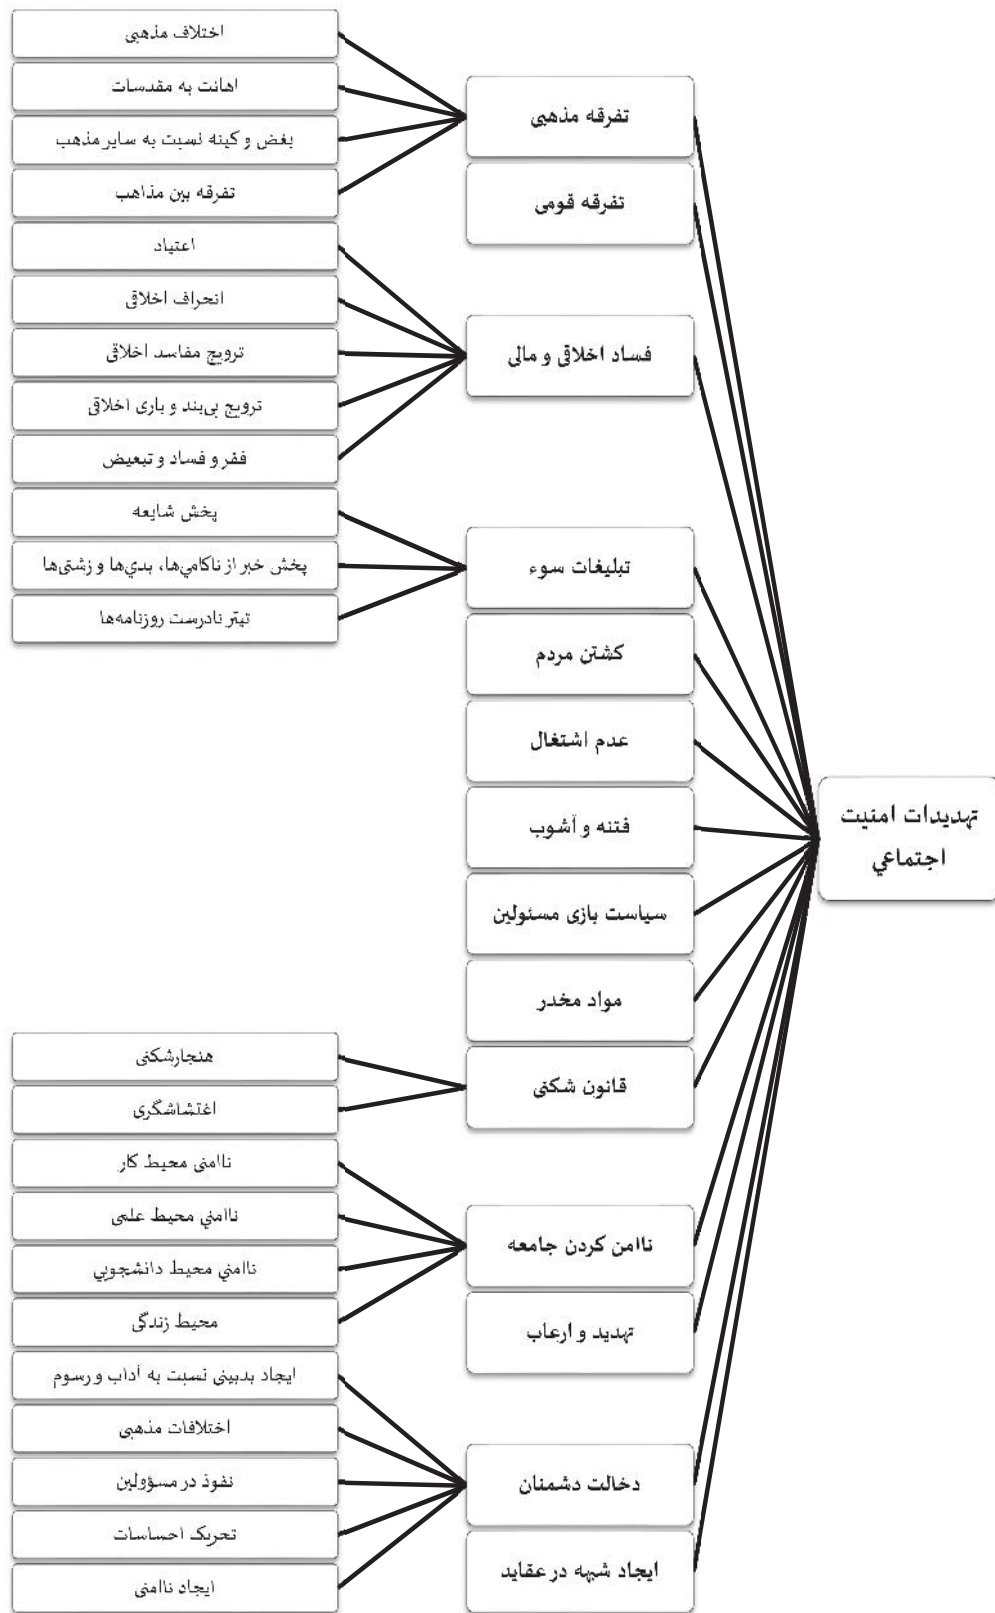 تهدیدات امنیت
اجتماعي
تفرقه مذهبی
اختلاف مذهبی
اهانت به مقدسات
بغض و کینه نسبت به سایر مذهب
تفرقه بین مذاهب
تفرقه قومی
فساد اخلاقی و مالی
اعتیاد
انحراف اخلاقی
ترویج مفاسد اخلاقی
ترویج بی‌بند و باری اخلاقی
فقر و فساد و تبعیض
تبلیغات سوء
پخش شایعه
پخش خبر از ناکامي‌ها، بدي‌ها و زشتی‌ها
تیتر نادرست روزنامه‌ها
کشتن مردم
عدم اشتغال
فتنه و آشوب
سیاست بازی مسئولین
مواد مخدر
قانون شکنی
هنجارشکنی
اغتشاشگری
ناامن کردن جامعه
ناامنی محیط کار
ناامني محیط علمی
ناامني محیط دانشجویي
محیط زندگی
تهدید و ارعاب
دخالت دشمنان
ایجاد بدبینی نسبت به آداب و رسوم
اختلافات مذهبی
نفوذ در مسؤولین
تحریک احساسات
ایجاد ناامنی
ایجاد شبهه در عقاید